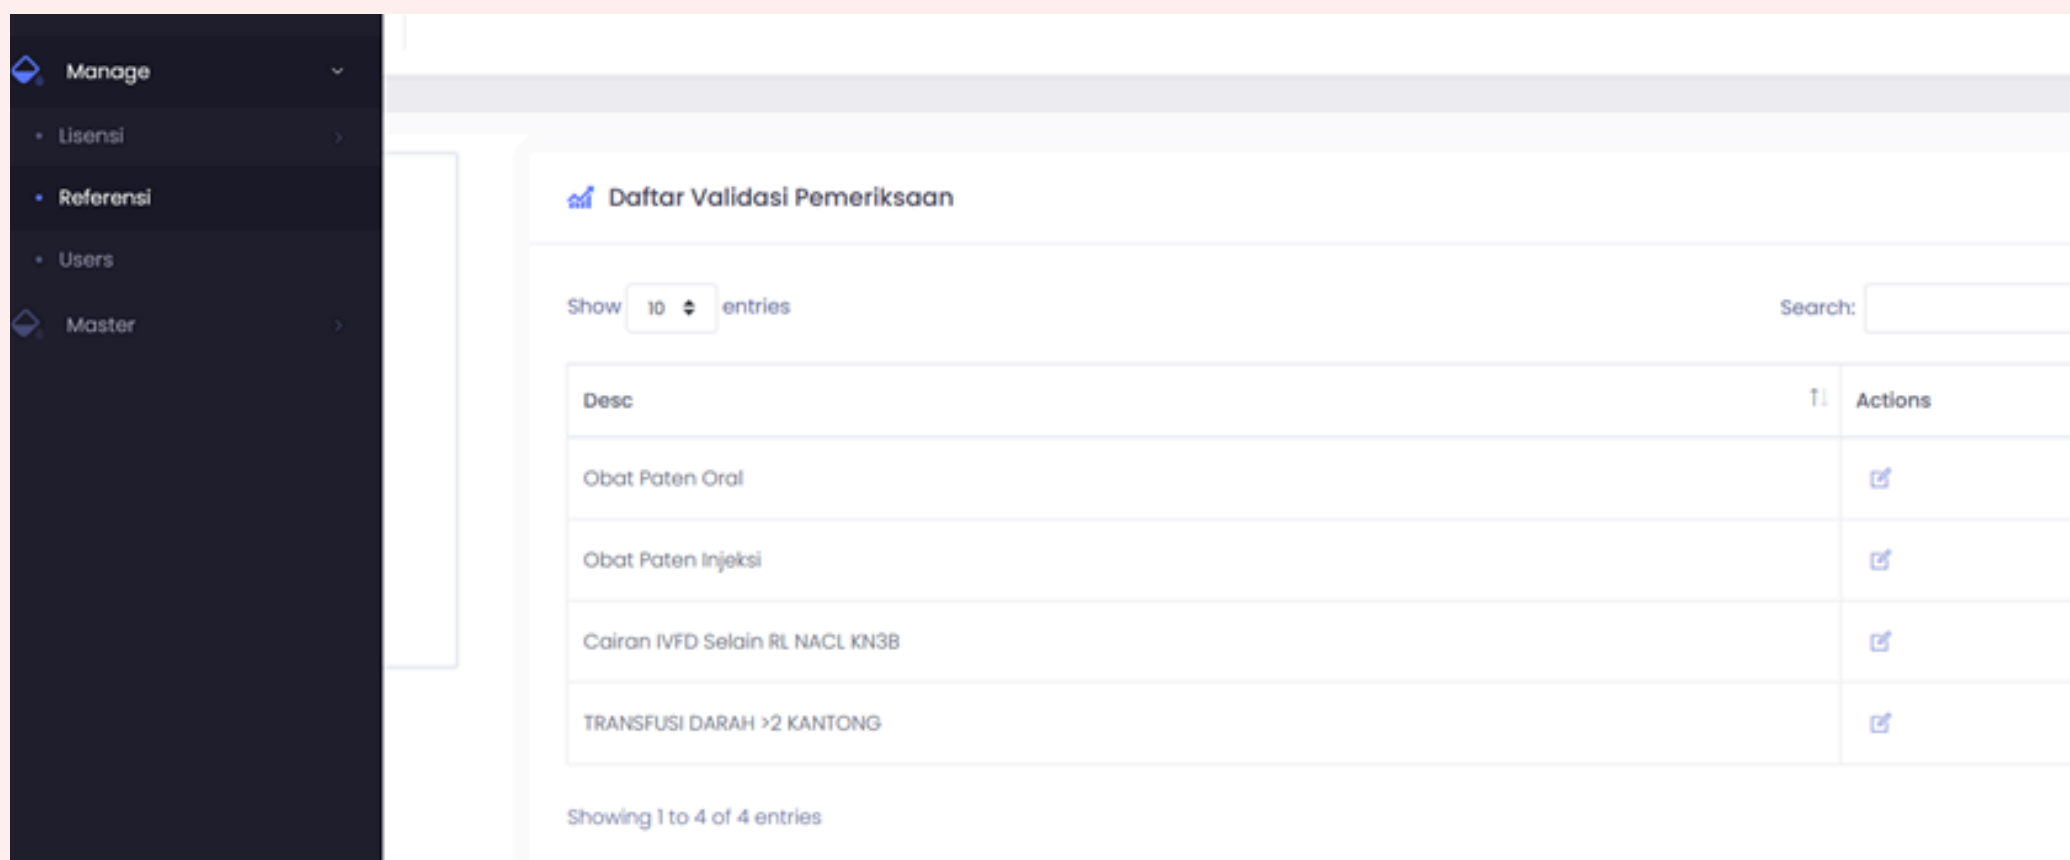 Manage
Lisensi
Referensi
Users
Master
Daftar Validasi Pemeriksaan
Show 10 entries
Search:
Desc Actions
Obat Paten Oral
Obat Paten Injeksi
Cairan IVFD Selain RL NACL KN3B
TRANSFUSI DARAH >2 KANTONG
Showing 1 to 4 of 4 entries